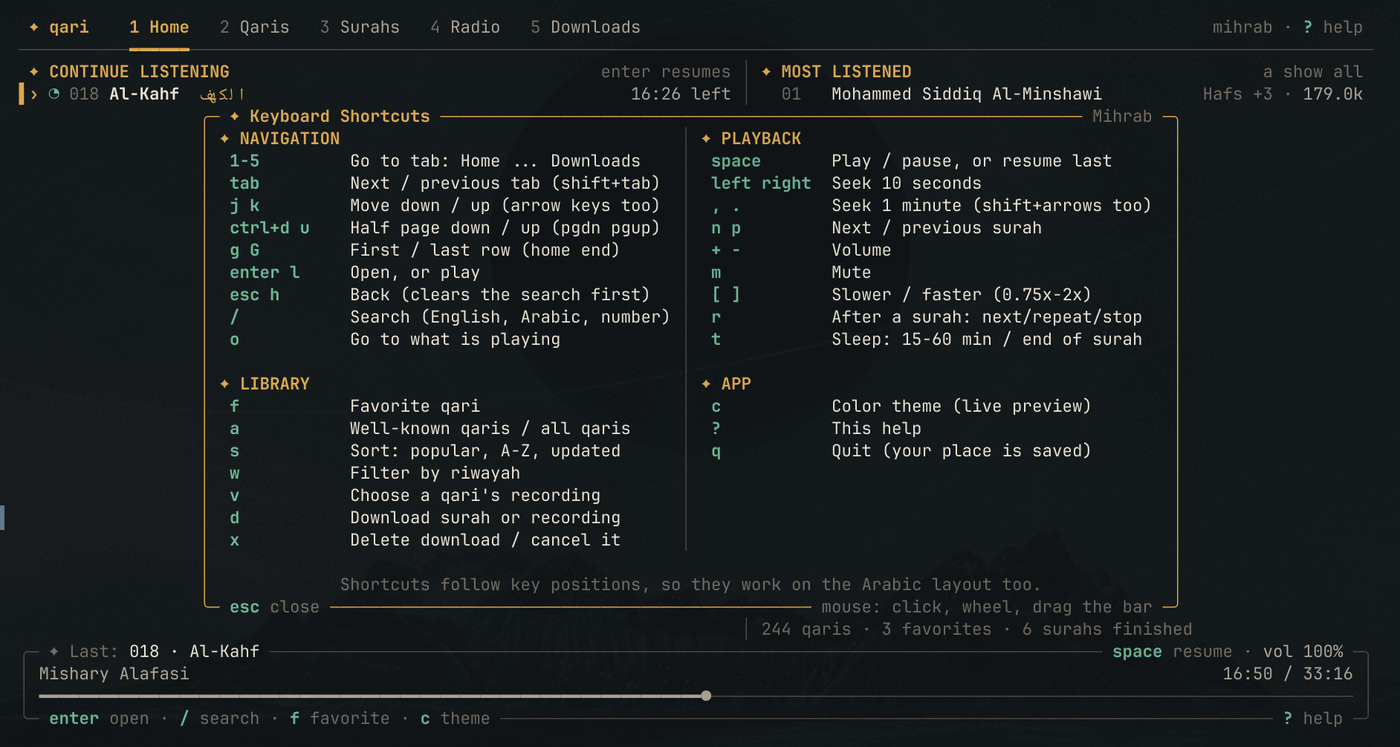 ✦ qari 1 Home 2 Qaris 3 Surahs 4 Radio 5 Downloads mihrab · ? help
✦ CONTINUE LISTENING enter resumes
› 018 Al-Kahf الكهف 16:26 left
✦ MOST LISTENED a show all
01 Mohammed Siddiq Al-Minshawi Hafs +3 · 179.0k
✦ Keyboard Shortcuts Mihrab
✦ NAVIGATION
1-5 Go to tab: Home ... Downloads
tab Next / previous tab (shift+tab)
j k Move down / up (arrow keys too)
ctrl+d u Half page down / up (pgdn pgup)
g G First / last row (home end)
enter l Open, or play
esc h Back (clears the search first)
/ Search (English, Arabic, number)
o Go to what is playing
✦ LIBRARY
f Favorite qari
a Well-known qaris / all qaris
s Sort: popular, A-Z, updated
w Filter by riwayah
v Choose a qari's recording
d Download surah or recording
x Delete download / cancel it
✦ PLAYBACK
space Play / pause, or resume last
left right Seek 10 seconds
, . Seek 1 minute (shift+arrows too)
n p Next / previous surah
+ - Volume
m Mute
[ ] Slower / faster (0.75x-2x)
r After a surah: next/repeat/stop
t Sleep: 15-60 min / end of surah
✦ APP
c Color theme (live preview)
? This help
q Quit (your place is saved)
Shortcuts follow key positions, so they work on the Arabic layout too.
esc close mouse: click, wheel, drag the bar
244 qaris · 3 favorites · 6 surahs finished
✦ Last: 018 · Al-Kahf space resume · vol 100%
Mishary Alafasi 16:50 / 33:16
enter open · / search · f favorite · c theme ? help